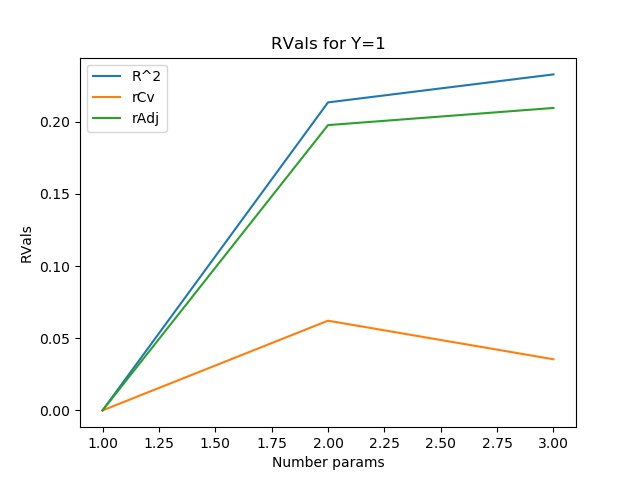 RVals for Y=1
R^2
rCv
rAdj
RVals
0.20
0.15
0.10
0.05
0.00
1.00 1.25 1.50 1.75 2.00 2.25 2.50 2.75 3.00
Number params